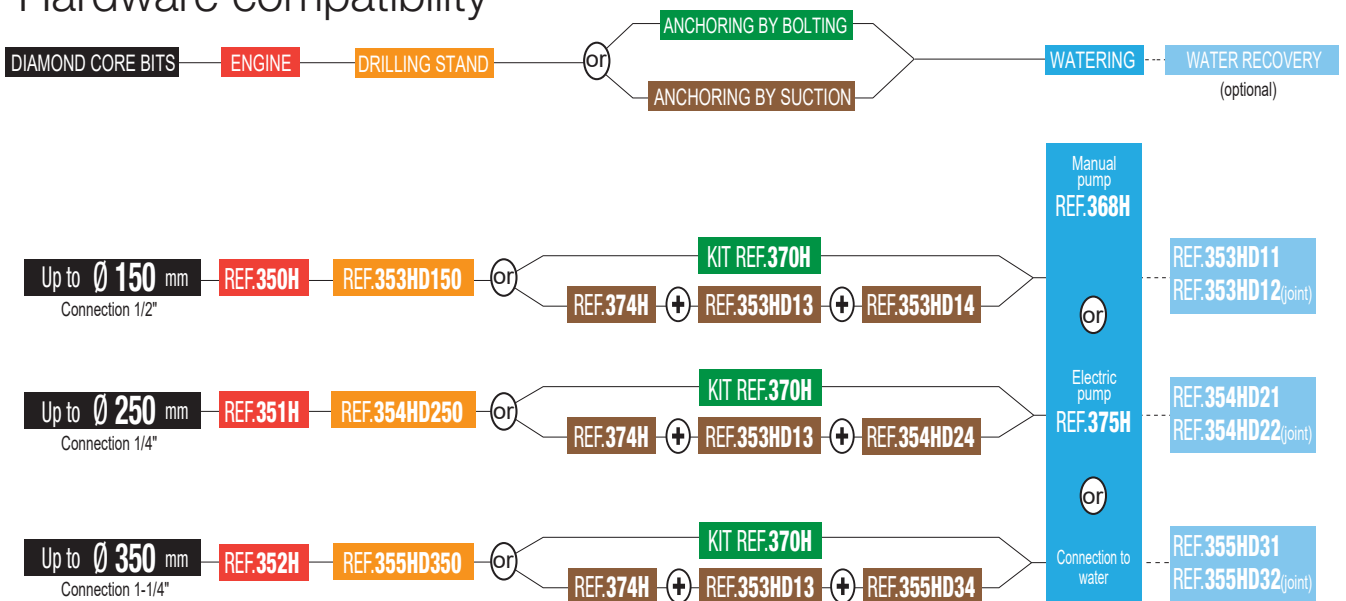 Hardware compatibility
ANCHORING BY BOLTING
DIAMOND CORE BITS ENGINE DRILLING STAND or WATERING WATER RECOVERY
ANCHORING BY SUCTION
(optional)
Manual
pump
REF.368H
Up to Ø 150 mm
Connection 1/2"
REF.350H
REF.353HD150
or
KIT REF.370H
REF.374H + REF.353HD13 + REF.353HD14
REF.353HD11
REF.353HD12(joint)
or
Up to Ø 250 mm
Connection 1/4"
REF.351H
REF.354HD250
or
KIT REF.370H
REF.374H + REF.353HD13 + REF.354HD24
Electric
pump
REF.375H
REF.354HD21
REF.354HD22(joint)
or
Up to Ø 350 mm
Connection 1-1/4"
REF.352H
REF.355HD350
or
KIT REF.370H
REF.374H + REF.353HD13 + REF.355HD34
Connection to
water
REF.355HD31
REF.355HD32(joint)